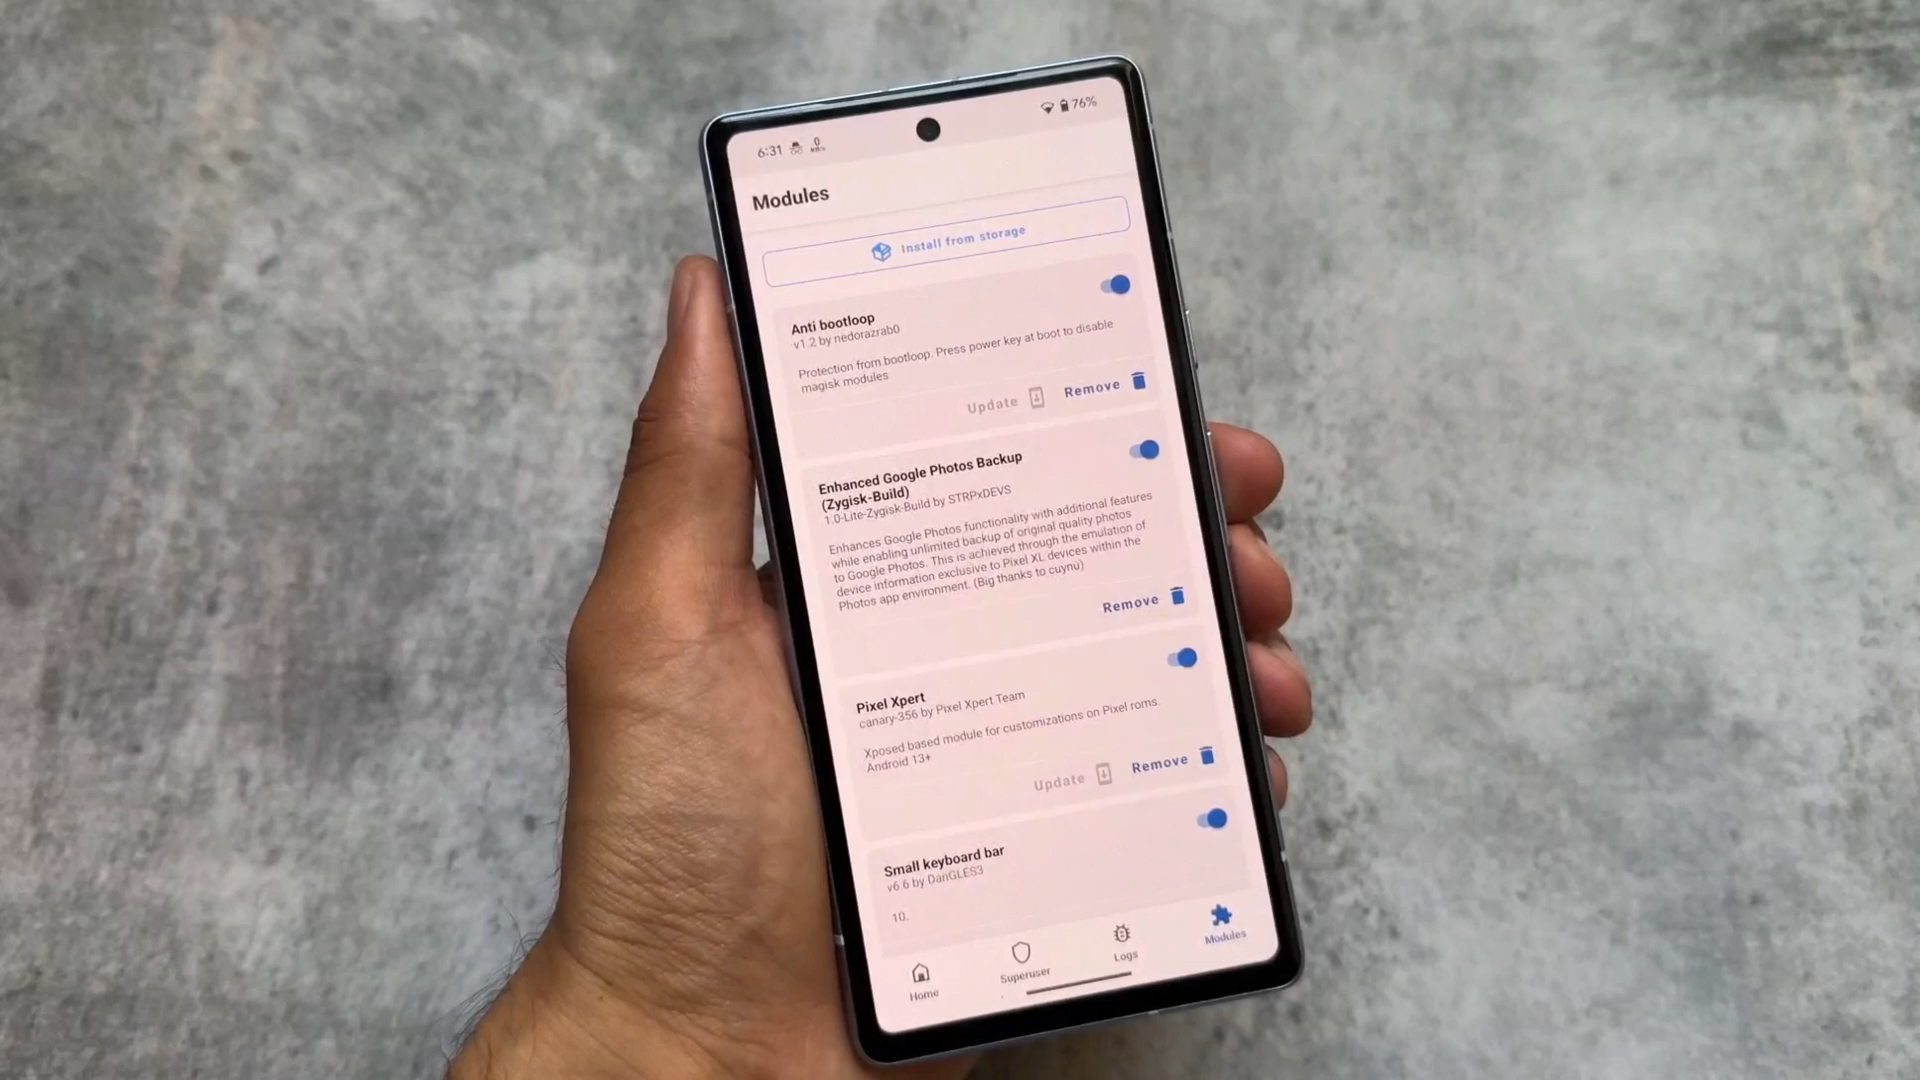 6:31 0 KB/s 76%
Modules
Install from storage
Anti bootloop
v1.2 by nedorazrab0
Protection from bootloop. Press power key at boot to disable
magisk modules
Update Remove
Enhanced Google Photos Backup
(Zygisk-Build)
1.0-Lite-Zygisk-Build by STRPxDEVS
Enhances Google Photos functionality with additional features
while enabling unlimited backup of original quality photos
to Google Photos. This is achieved through the emulation of
device information exclusive to Pixel XL devices within the
Photos app environment. (Big thanks to cuynu)
Remove
Pixel Xpert
canary-356 by Pixel Xpert Team
Xposed based module for customizations on Pixel roms.
Android 13+
Update Remove
Small keyboard bar
v6.6 by DanGLES3
10.
Home Superuser Logs Modules